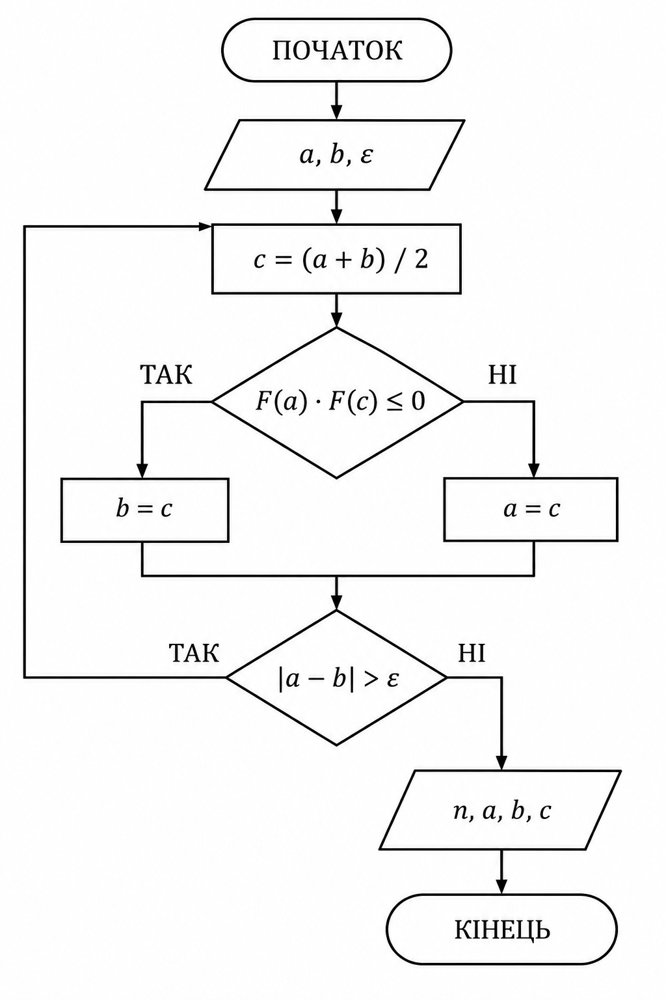 ПОЧАТОК
a, b, ε
c = (a + b) / 2
ТАК
НІ
F(a) · F(c) ≤ 0
b = c
a = c
ТАК
НІ
|a − b| > ε
n, a, b, c
КІНЕЦЬ